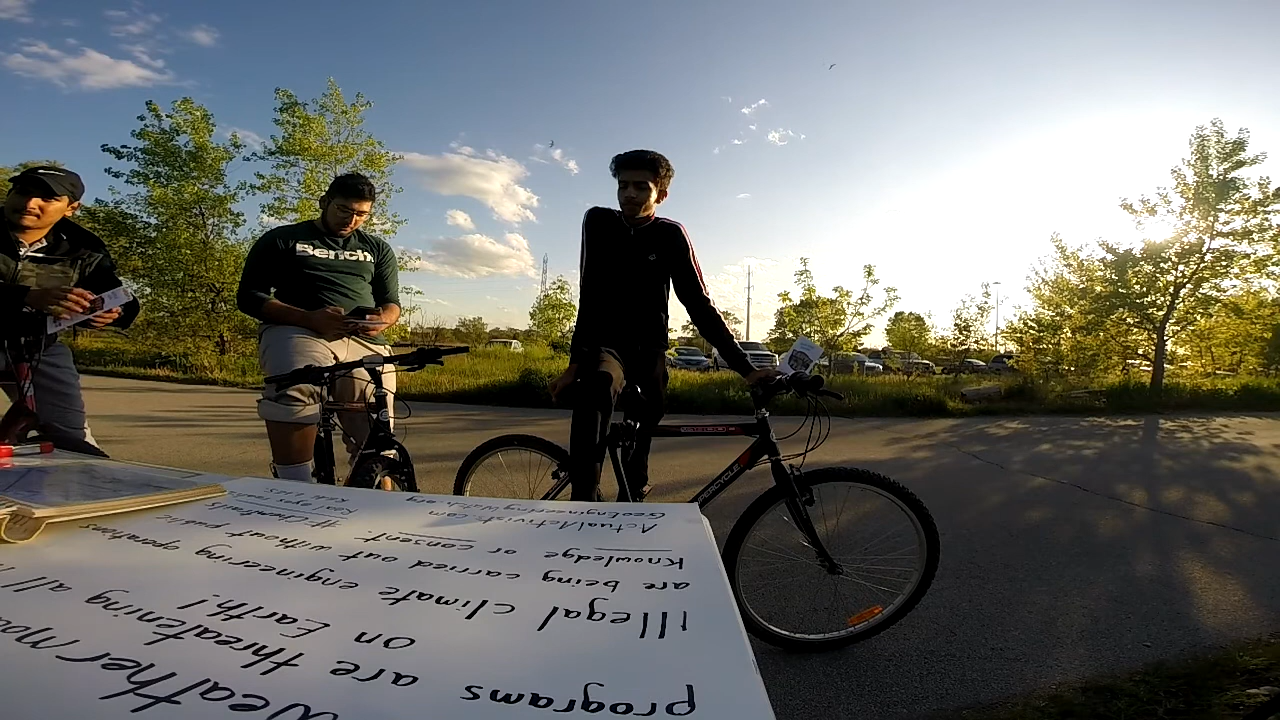 Bench
SUPERCYCLE
Weather
programs are threatening all
on Earth!
Illegal climate engineering operations
are being carried out without public
Knowledge or consent.
ActualActivist.com
GeoEngineeringWatch.org
#Chemtrails